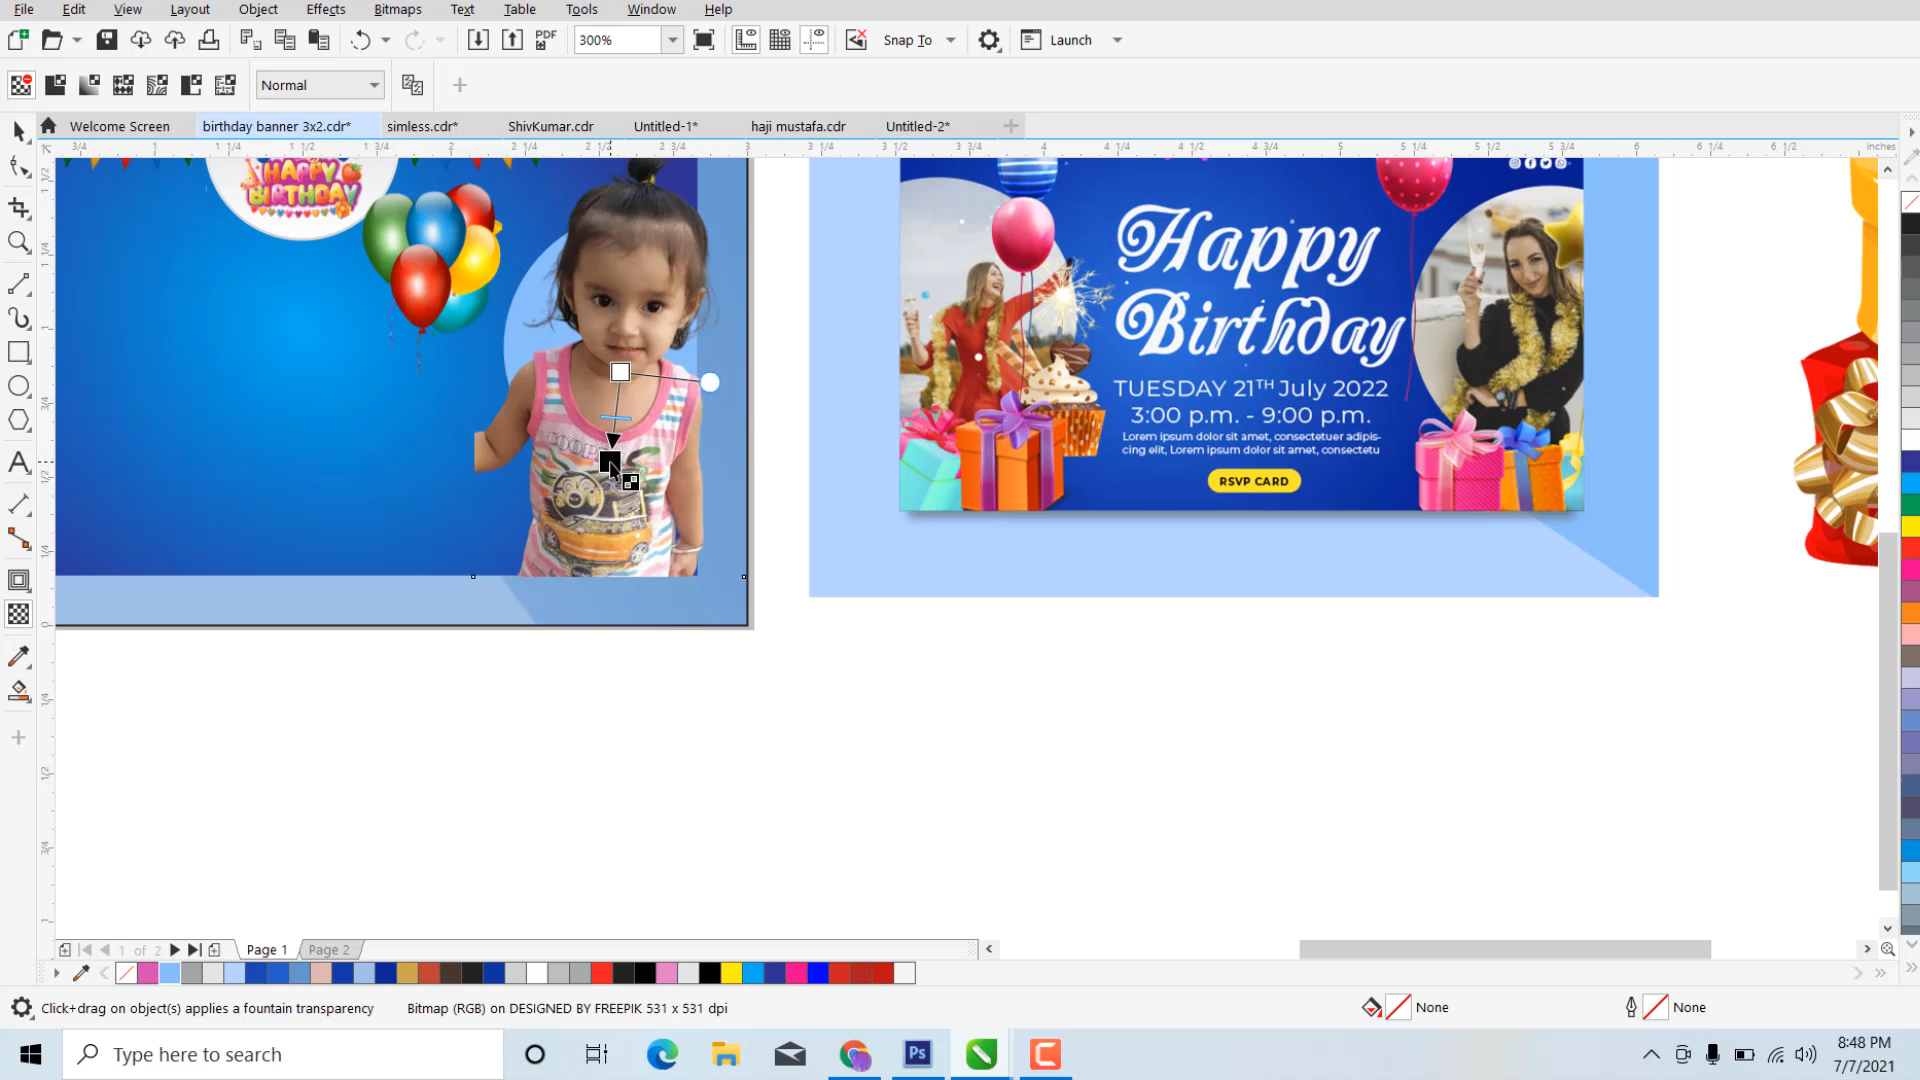 File Edit View Layout Object Effects Bitmaps Text Table Tools Window Help
PDF 300% Snap To Launch
Normal
Welcome Screen birthday banner 3x2.cdr* simless.cdr* ShivKumar.cdr Untitled-1* haji mustafa.cdr Untitled-2*
inches
HAPPY
BIRTHDAY
Happy
Birthday
TUESDAY 21TH July 2022
3:00 p.m. - 9:00 p.m.
Lorem ipsum dolor sit amet, consectetuer adipis-
cing elit, Lorem ipsum dolor sit amet, consectetu
RSVP CARD
1 of 2 Page 1 Page 2
Click+drag on object(s) applies a fountain transparency Bitmap (RGB) on DESIGNED BY FREEPIK 531 x 531 dpi None None
Type here to search
Ps
8:48 PM
7/7/2021